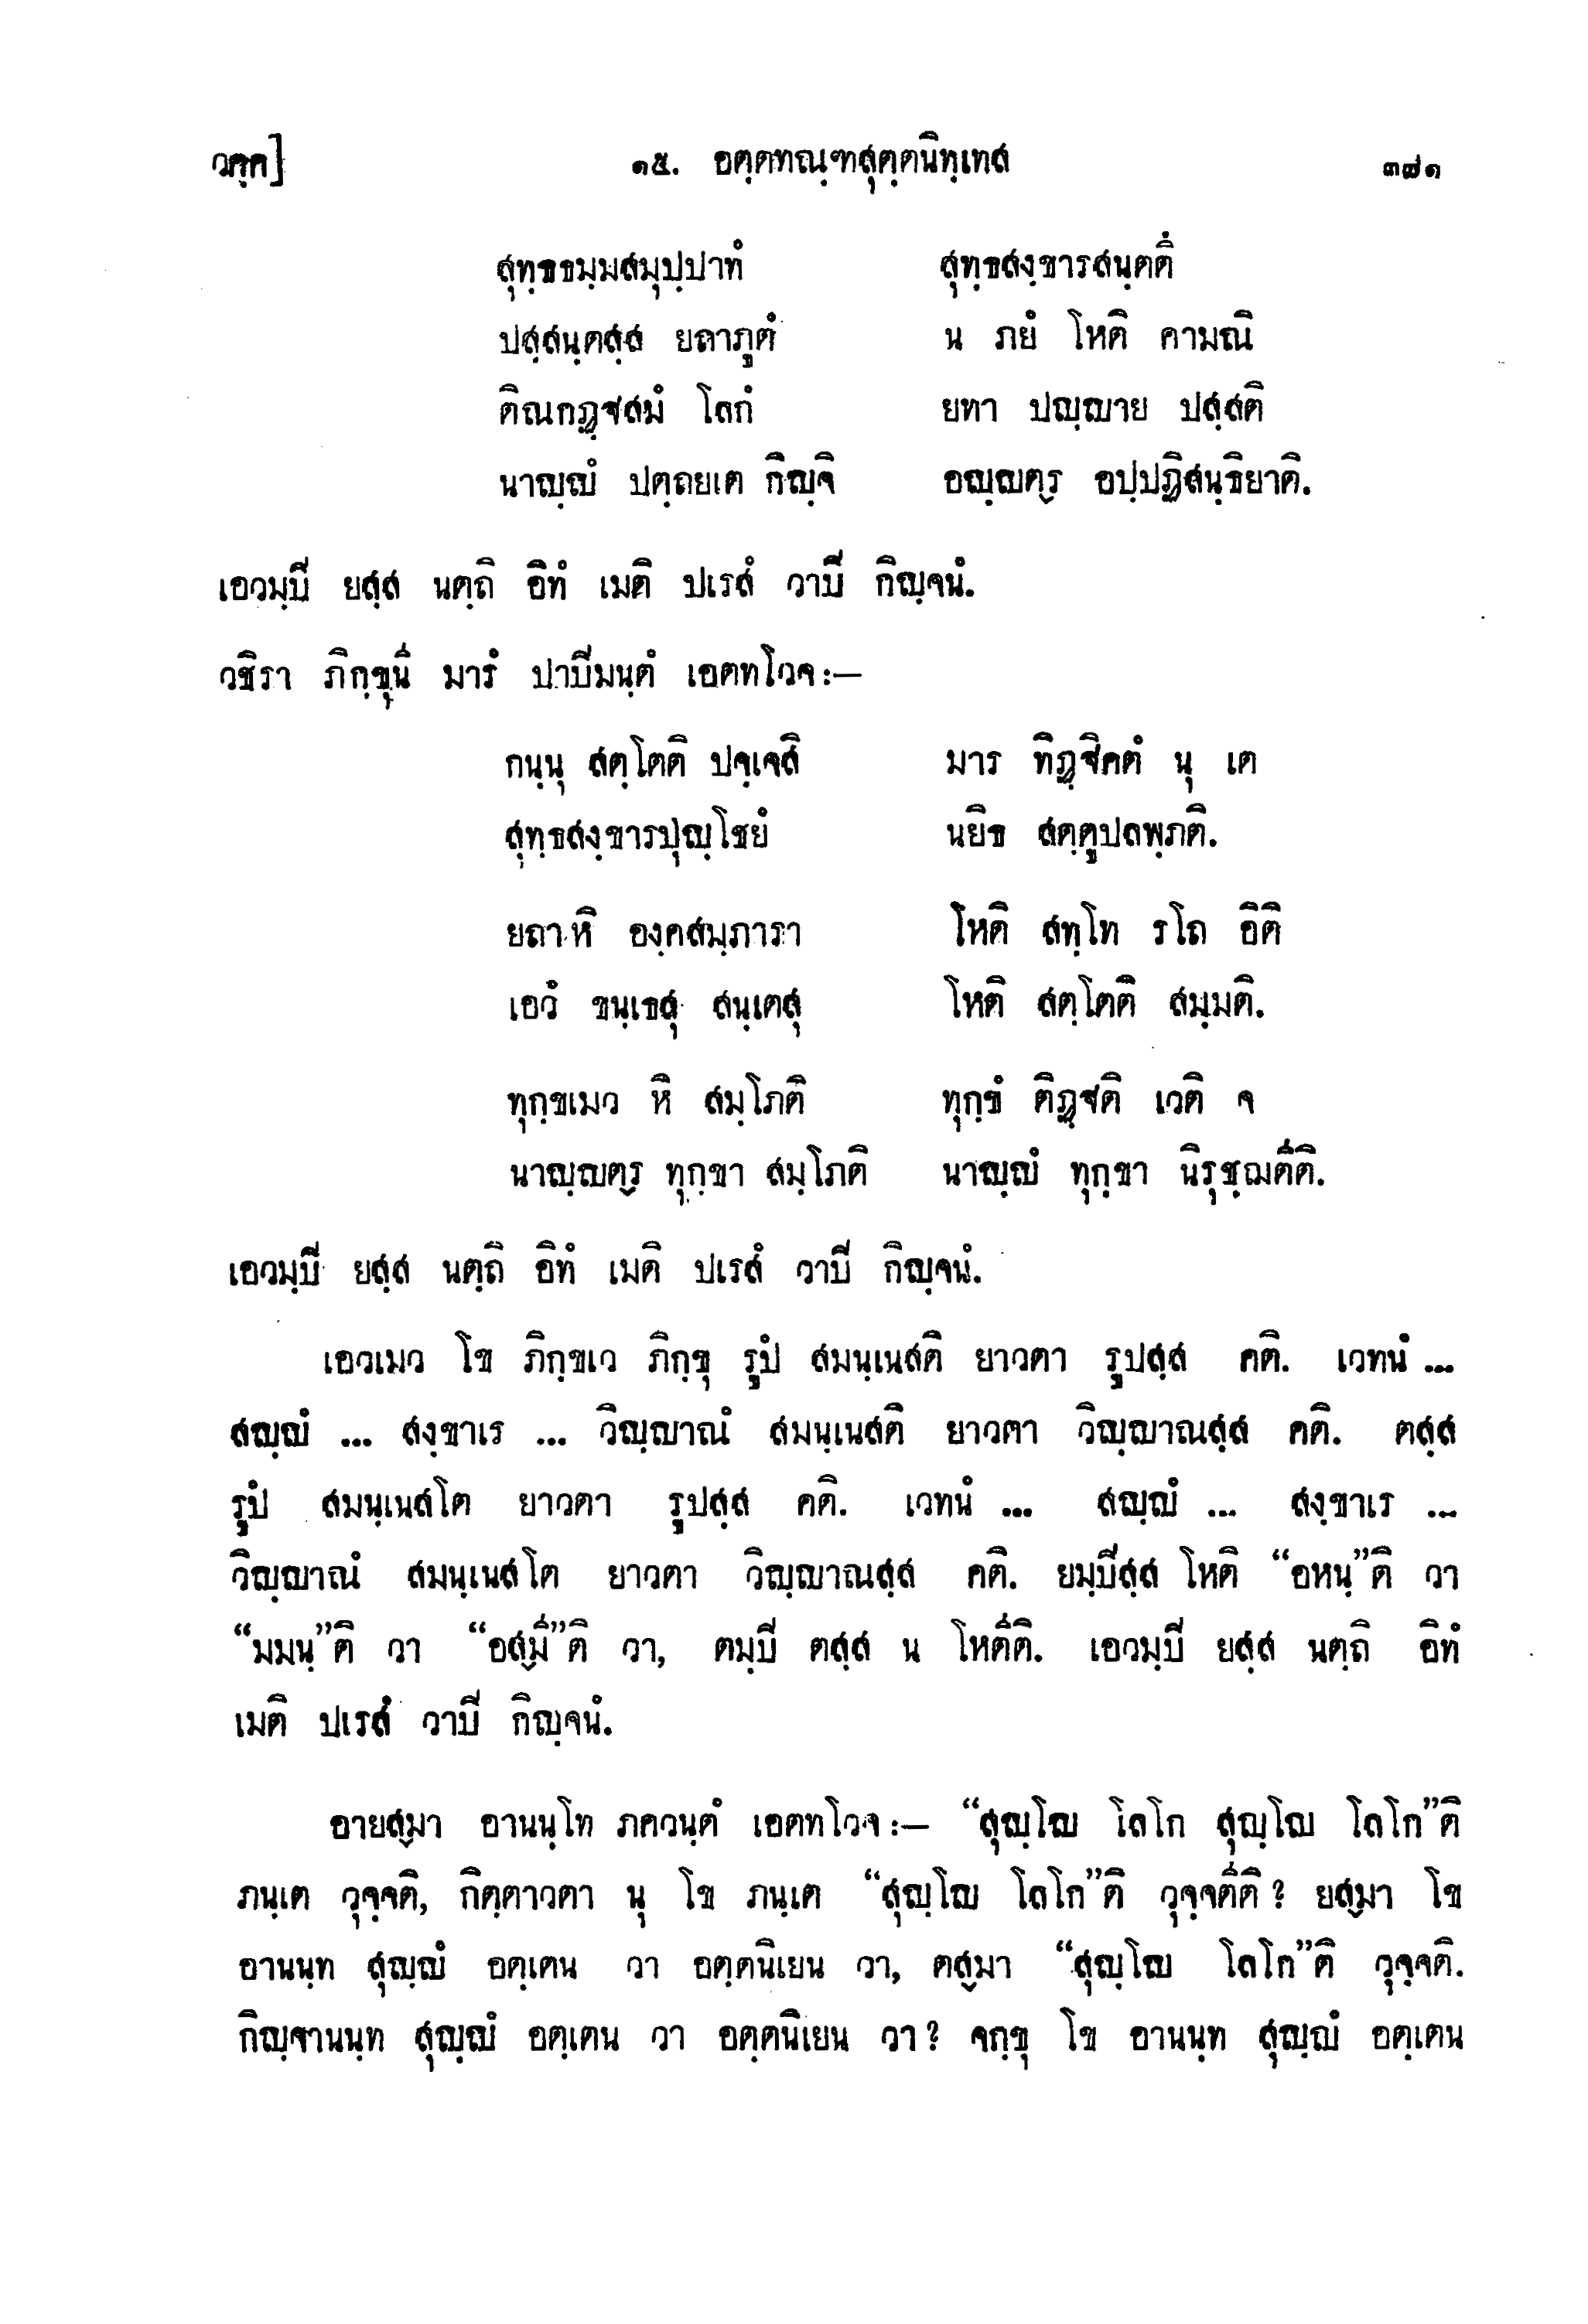 วคฺค]	๑๕. อตฺตทณฺฑสุตฺตนิทฺเทส	๓๗๑
สุทฺธธมฺมสมุปฺปาทํ	สุทฺธสงฺขารสนฺตตึ
ปสฺสนฺตสฺส ยถาภูตํ	น ภยํ โหติ คามณิ
ติณกฏฺฐสมํ โลกํ	ยทา ปญฺญาย ปสฺสติ
นาญฺญํ ปตฺถยเต กิญฺจิ	อญฺญตฺร อปฺปฏิสนฺธิยาติ.
เอวมฺปิ ยสฺส นตฺถิ อิทํ เมติ ปเรสํ วาปิ กิญฺจนํ.
วชิรา ภิกฺขุนี มารํ ปาปิมนฺตํ เอตทโวจ :—
กนฺนุ สตฺโตติ ปจฺเจสิ	มาร ทิฏฺฐิคตํ นุ เต
สุทฺธสงฺขารปุญฺโชยํ	นยิธ สตฺตูปลพฺภติ.
ยถา หิ องฺคสมฺภารา	โหติ สทฺโท รโถ อิติ
เอวํ ขนฺเธสุ สนฺเตสุ	โหติ สตฺโตติ สมฺมติ.
ทุกฺขเมว หิ สมฺโภติ	ทุกฺขํ ติฏฺฐติ เวติ จ
นาญฺญตฺร ทุกฺขา สมฺโภติ	นาญฺญํ ทุกฺขา นิรุชฺฌตีติ.
เอวมฺปิ ยสฺส นตฺถิ อิทํ เมติ ปเรสํ วาปิ กิญฺจนํ.
เอวเมว โข ภิกฺขเว ภิกฺขุ รูปํ สมนฺเนสติ ยาวตา รูปสฺส คติ. เวทนํ ...
สญฺญํ ... สงฺขาเร ... วิญฺญาณํ สมนฺเนสติ ยาวตา วิญฺญาณสฺส คติ. ตสฺส
รูปํ สมนฺเนสโต ยาวตา รูปสฺส คติ. เวทนํ ... สญฺญํ ... สงฺขาเร ...
วิญฺญาณํ สมนฺเนสโต ยาวตา วิญฺญาณสฺส คติ. ยมฺปิสฺส โหติ “อหนฺ”ติ วา
“มมนฺ”ติ วา “อสฺมี”ติ วา, ตมฺปิ ตสฺส น โหตีติ. เอวมฺปิ ยสฺส นตฺถิ อิทํ
เมติ ปเรสํ วาปิ กิญฺจนํ.
อายสฺมา อานนฺโท ภควนฺตํ เอตทโวจ :— “สุญฺโญ โลโก สุญฺโญ โลโก”ติ
ภนฺเต วุจฺจติ, กิตฺตาวตา นุ โข ภนฺเต “สุญฺโญ โลโก”ติ วุจฺจตีติ ? ยสฺมา โข
อานนฺท สุญฺญํ อตฺเตน วา อตฺตนิเยน วา, ตสฺมา “สุญฺโญ โลโก”ติ วุจฺจติ.
กิญฺจานนฺท สุญฺญํ อตฺเตน วา อตฺตนิเยน วา ? จกฺขุ โข อานนฺท สุญฺญํ อตฺเตน